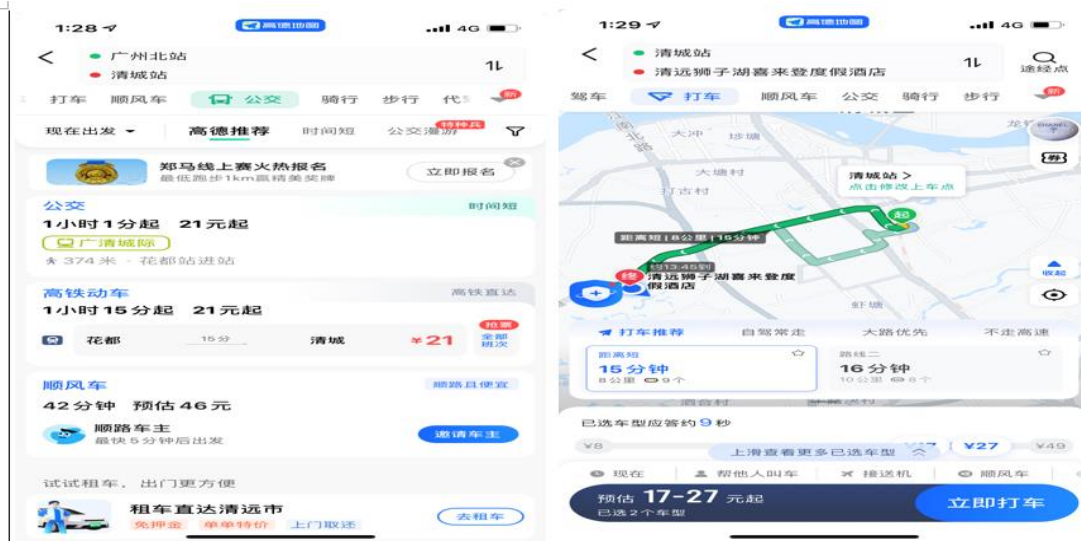 1:28
高德地图
4G
广州北站
清城站
打车 顺风车 公交 骑行 步行 代
新
现在出发 高德推荐 时间短 公交漫游
特种兵
郑马线上赛火热报名
最低跑步1km赢精美奖牌
立即报名
公交
时间短
1小时1分起 21元起
广清城际
374米 · 花都站进站
高铁动车
高铁直达
1小时15分起 21元起
抢票
花都 15分 清城 ¥21
全部班次
顺风车
顺路且便宜
42分钟 预估46元
顺路车主
最快5分钟后出发
邀请车主
试试租车,出门更方便
租车直达清远市
免押金 单单特价 上门取还
去租车
1:29
高德地图
4G
清城站
清远狮子湖喜来登度假酒店
途经点
驾车 打车 顺风车 公交 骑行 步行
新
大冲
大塘村
打古村
清城站 >
点击修改上车点
券
起
距离短|8公里|15分钟
约13:45到
终
清远狮子湖喜来登度
假酒店
收起
虾塘
打车推荐 自驾常走 大路优先 不走高速
距离短
15分钟
8公里 9个
路线二
16分钟
10公里 8个
已选车型应答约9秒
¥8 ¥27 ¥49
上滑查看更多已选车型
现在 帮他人叫车 接送机 顺风车
预估 17-27 元起
已选2个车型
立即打车